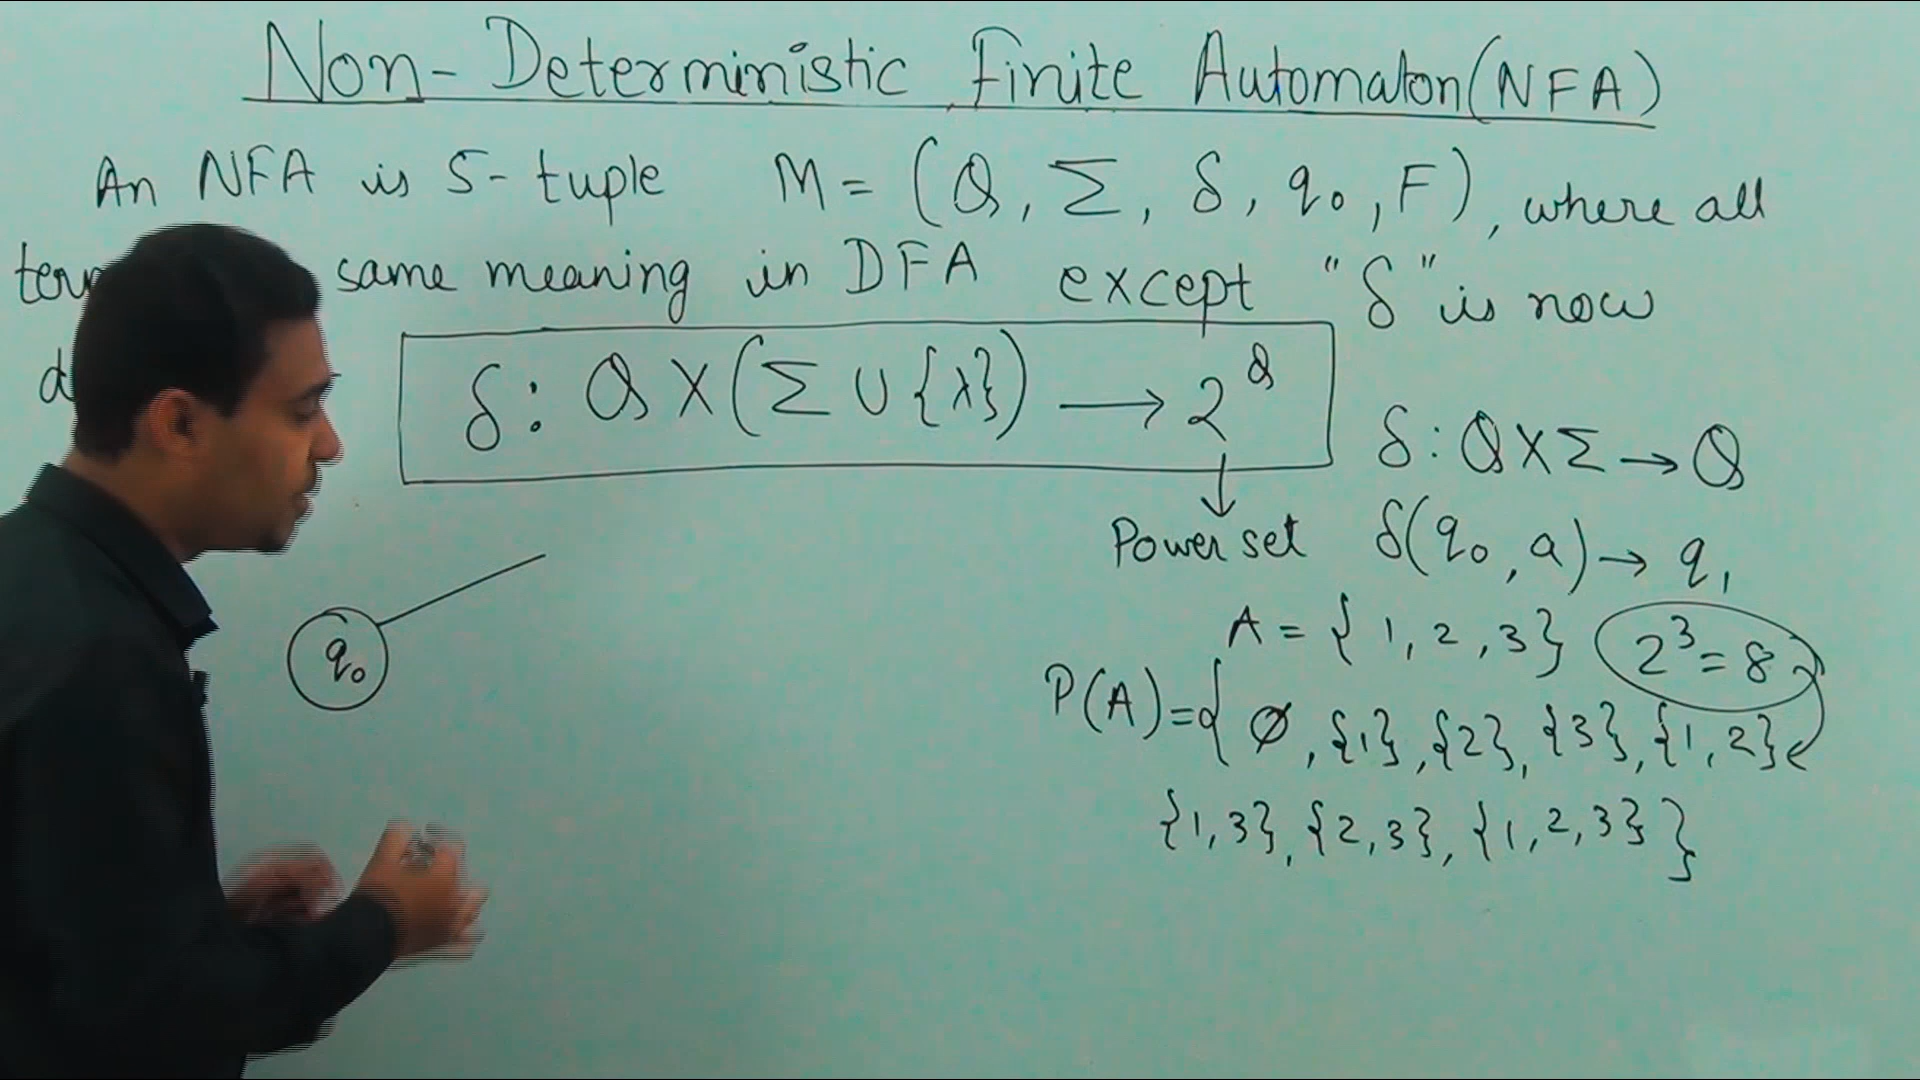 Non-Deterministic Finite Automaton(NFA)
An NFA is 5-tuple M = (Q, Σ, δ, q₀, F), where all
same meaning in DFA except "δ" is now
δ: Q X (Σ ∪ {λ}) → 2^Q
δ: Q X Σ → Q
Power set δ(q₀, a) → q₁
A = {1, 2, 3} 2³ = 8
P(A) = { ∅, {1}, {2}, {3}, {1, 2}
{1, 3}, {2, 3}, {1, 2, 3} }
q₀